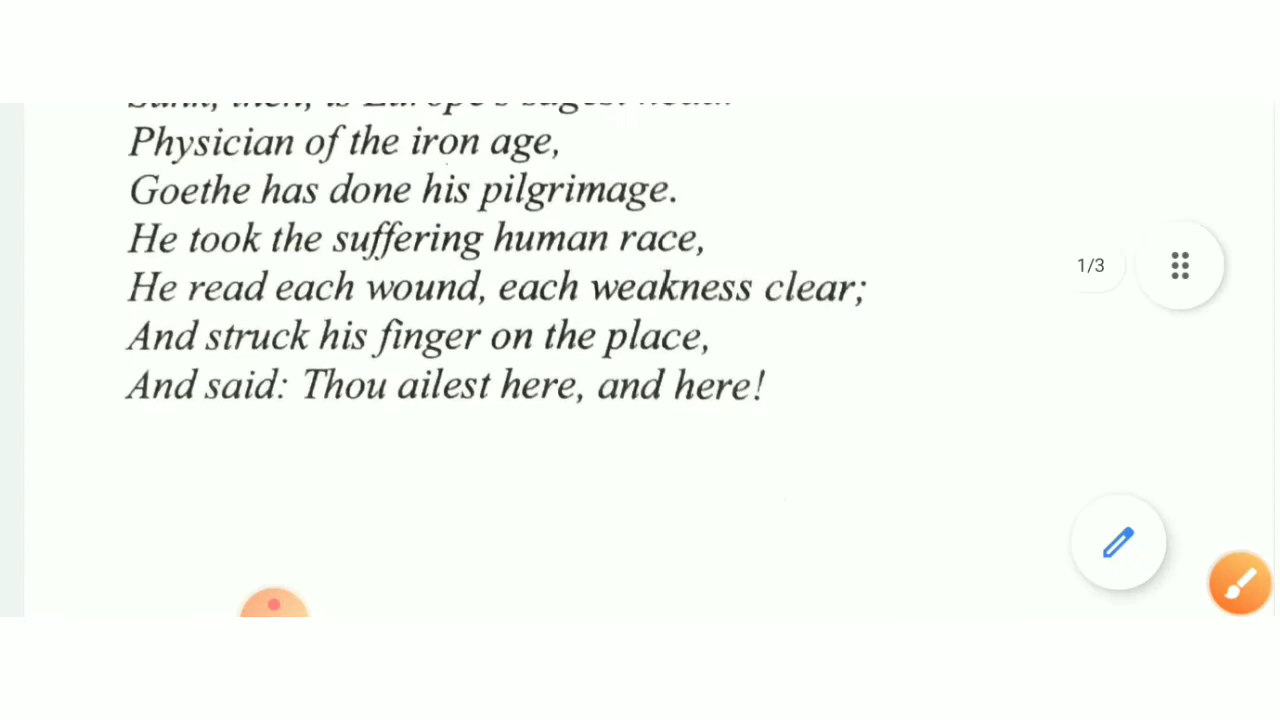 Physician of the iron age,
Goethe has done his pilgrimage.
He took the suffering human race,
He read each wound, each weakness clear;
And struck his finger on the place,
And said: Thou ailest here, and here!
1/3